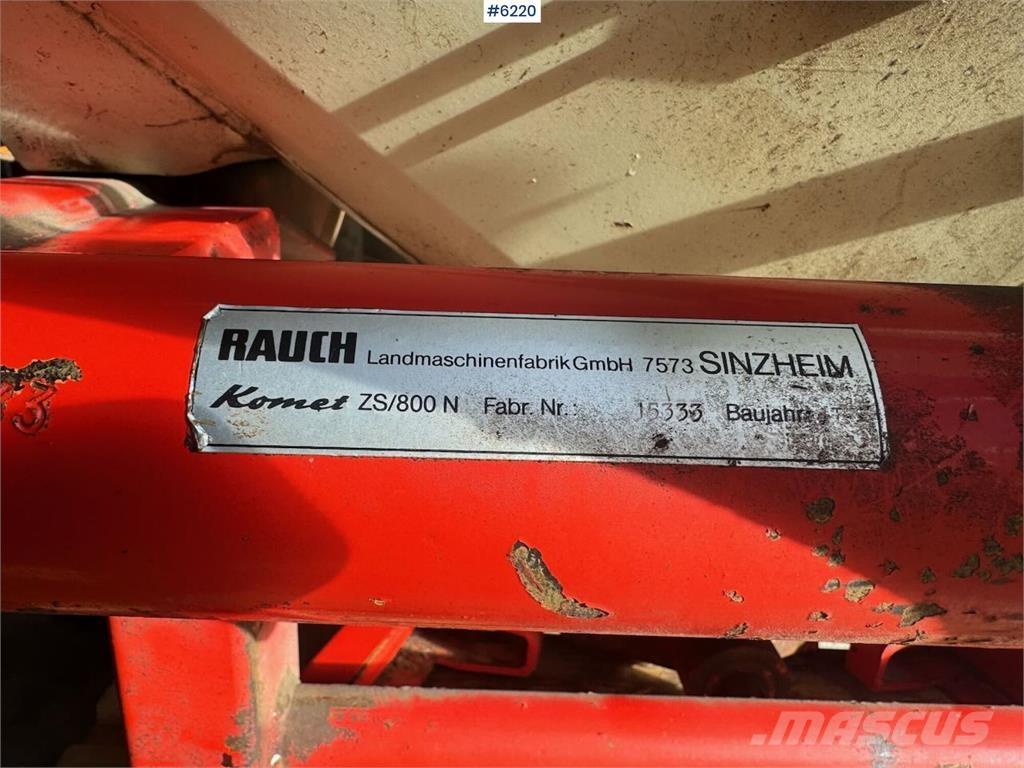 #6220
RAUCH Landmaschinenfabrik GmbH 7573 SINZHEIM
Komet ZS/800 N Fabr. Nr.: 15333 Baujahr
MASCUS